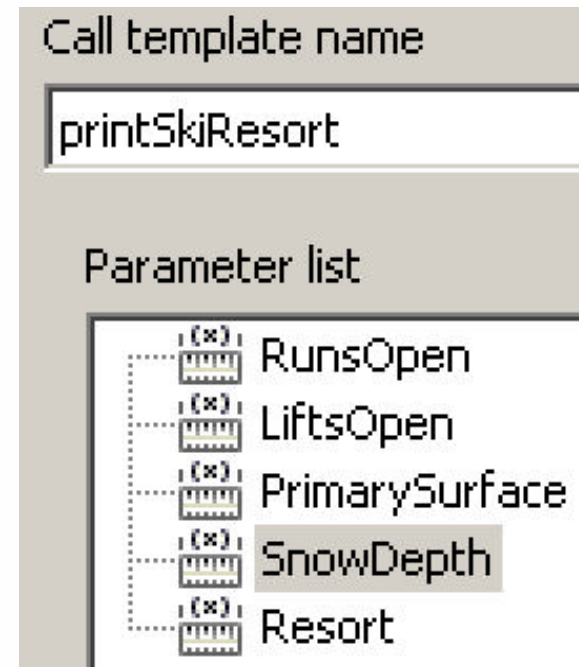 Call template name
printSkiResort
Parameter list
RunsOpen
LiftsOpen
PrimarySurface
SnowDepth
Resort